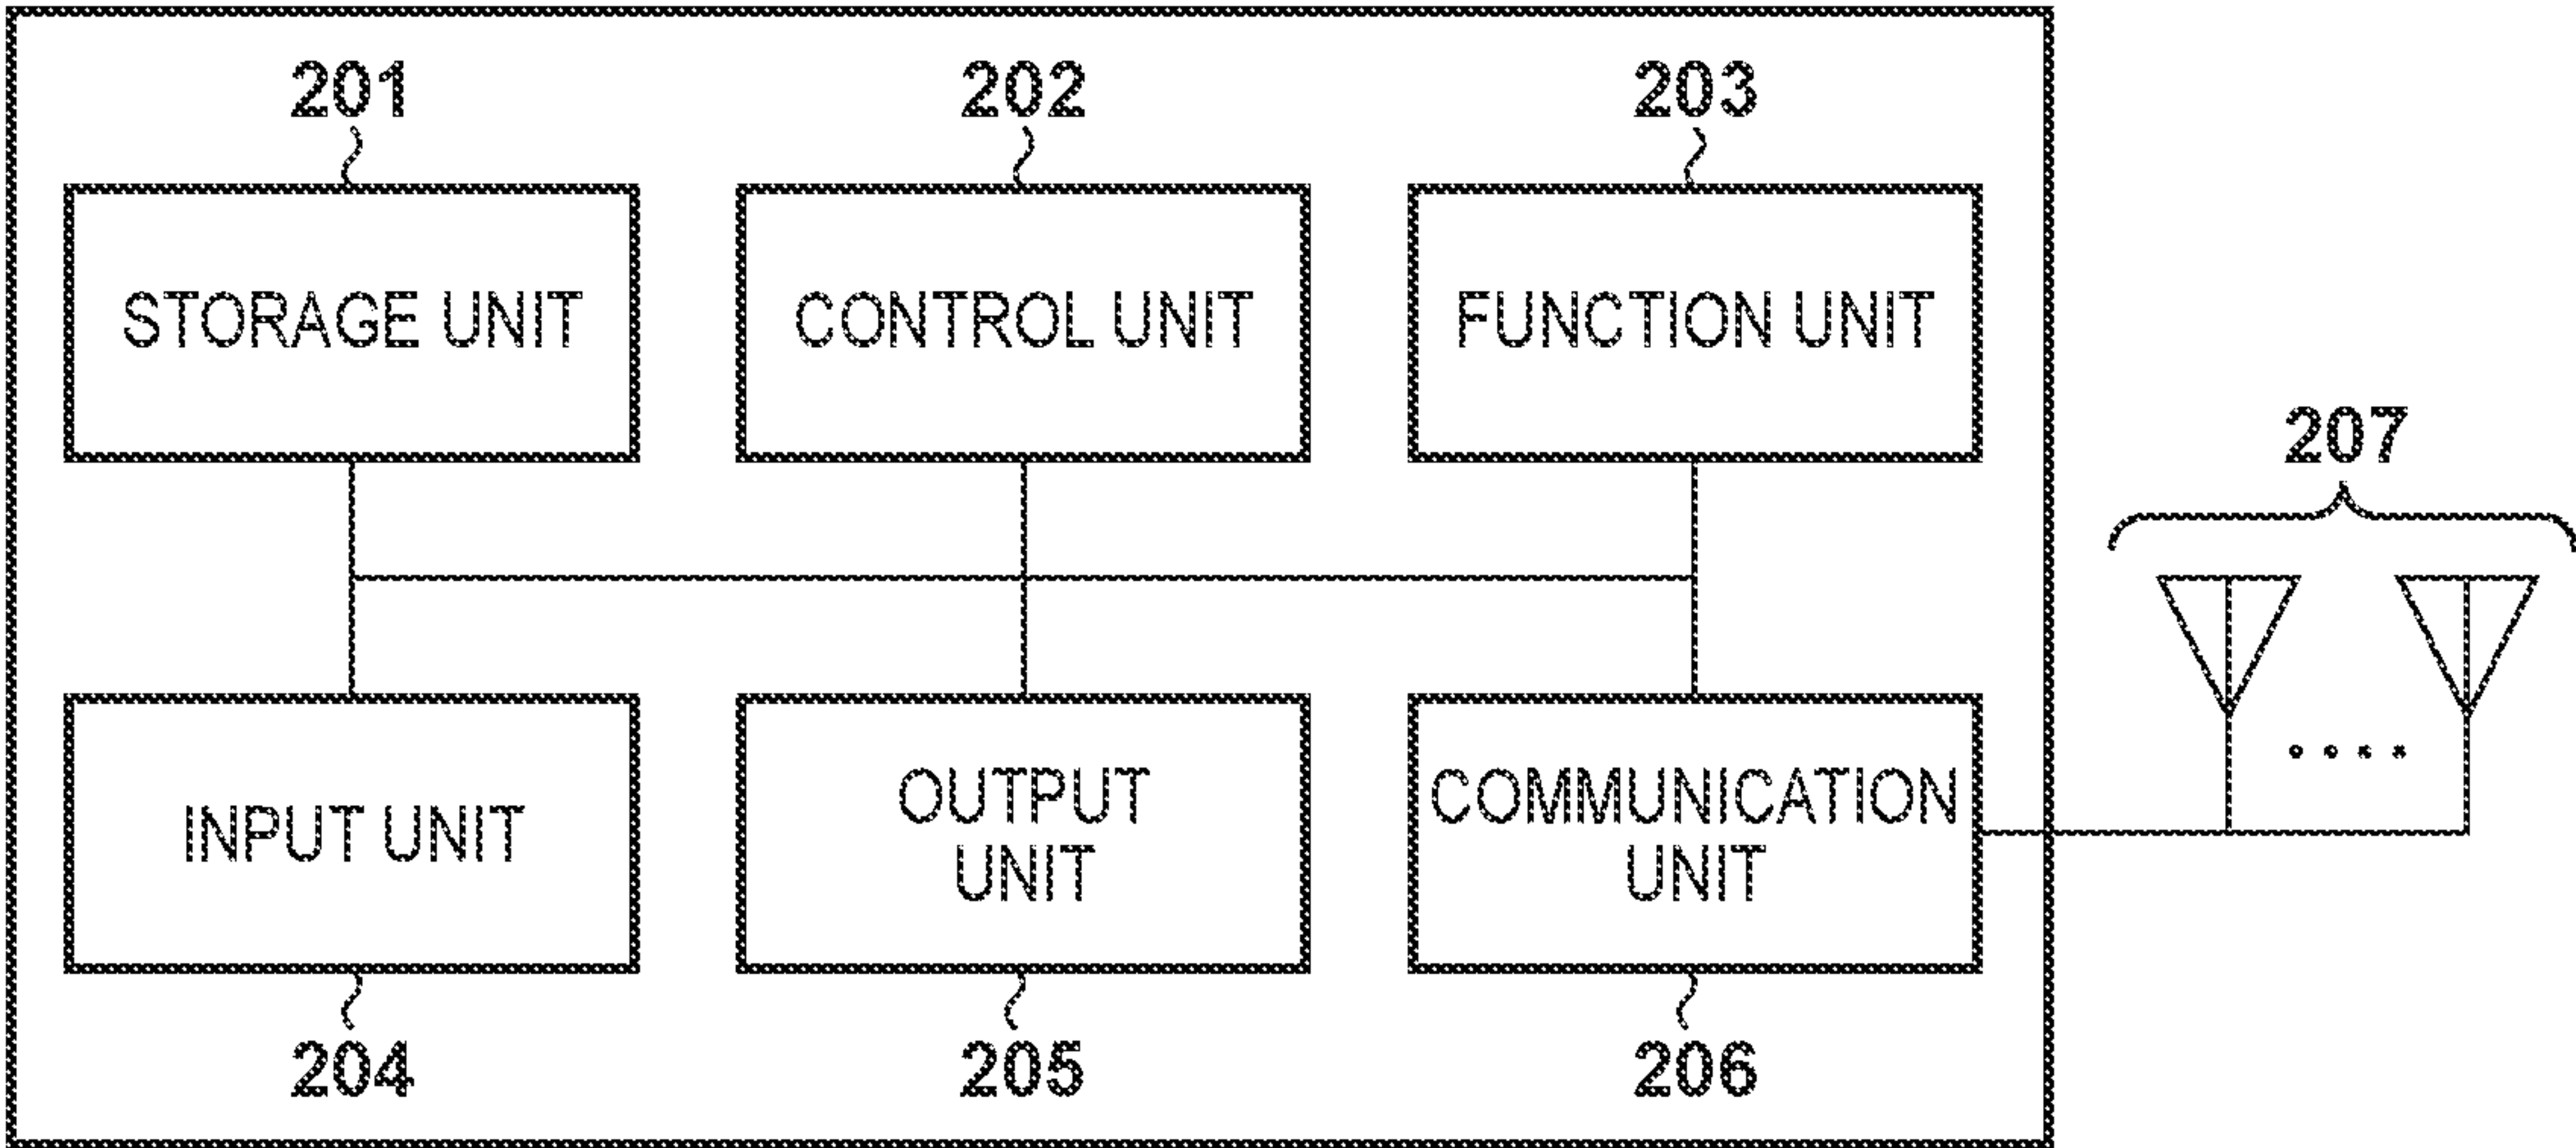 201
202
203
STORAGE UNIT
CONTROL UNIT
FUNCTION UNIT
207
INPUT UNIT
OUTPUT
UNIT
COMMUNICATION
UNIT
204
205
206